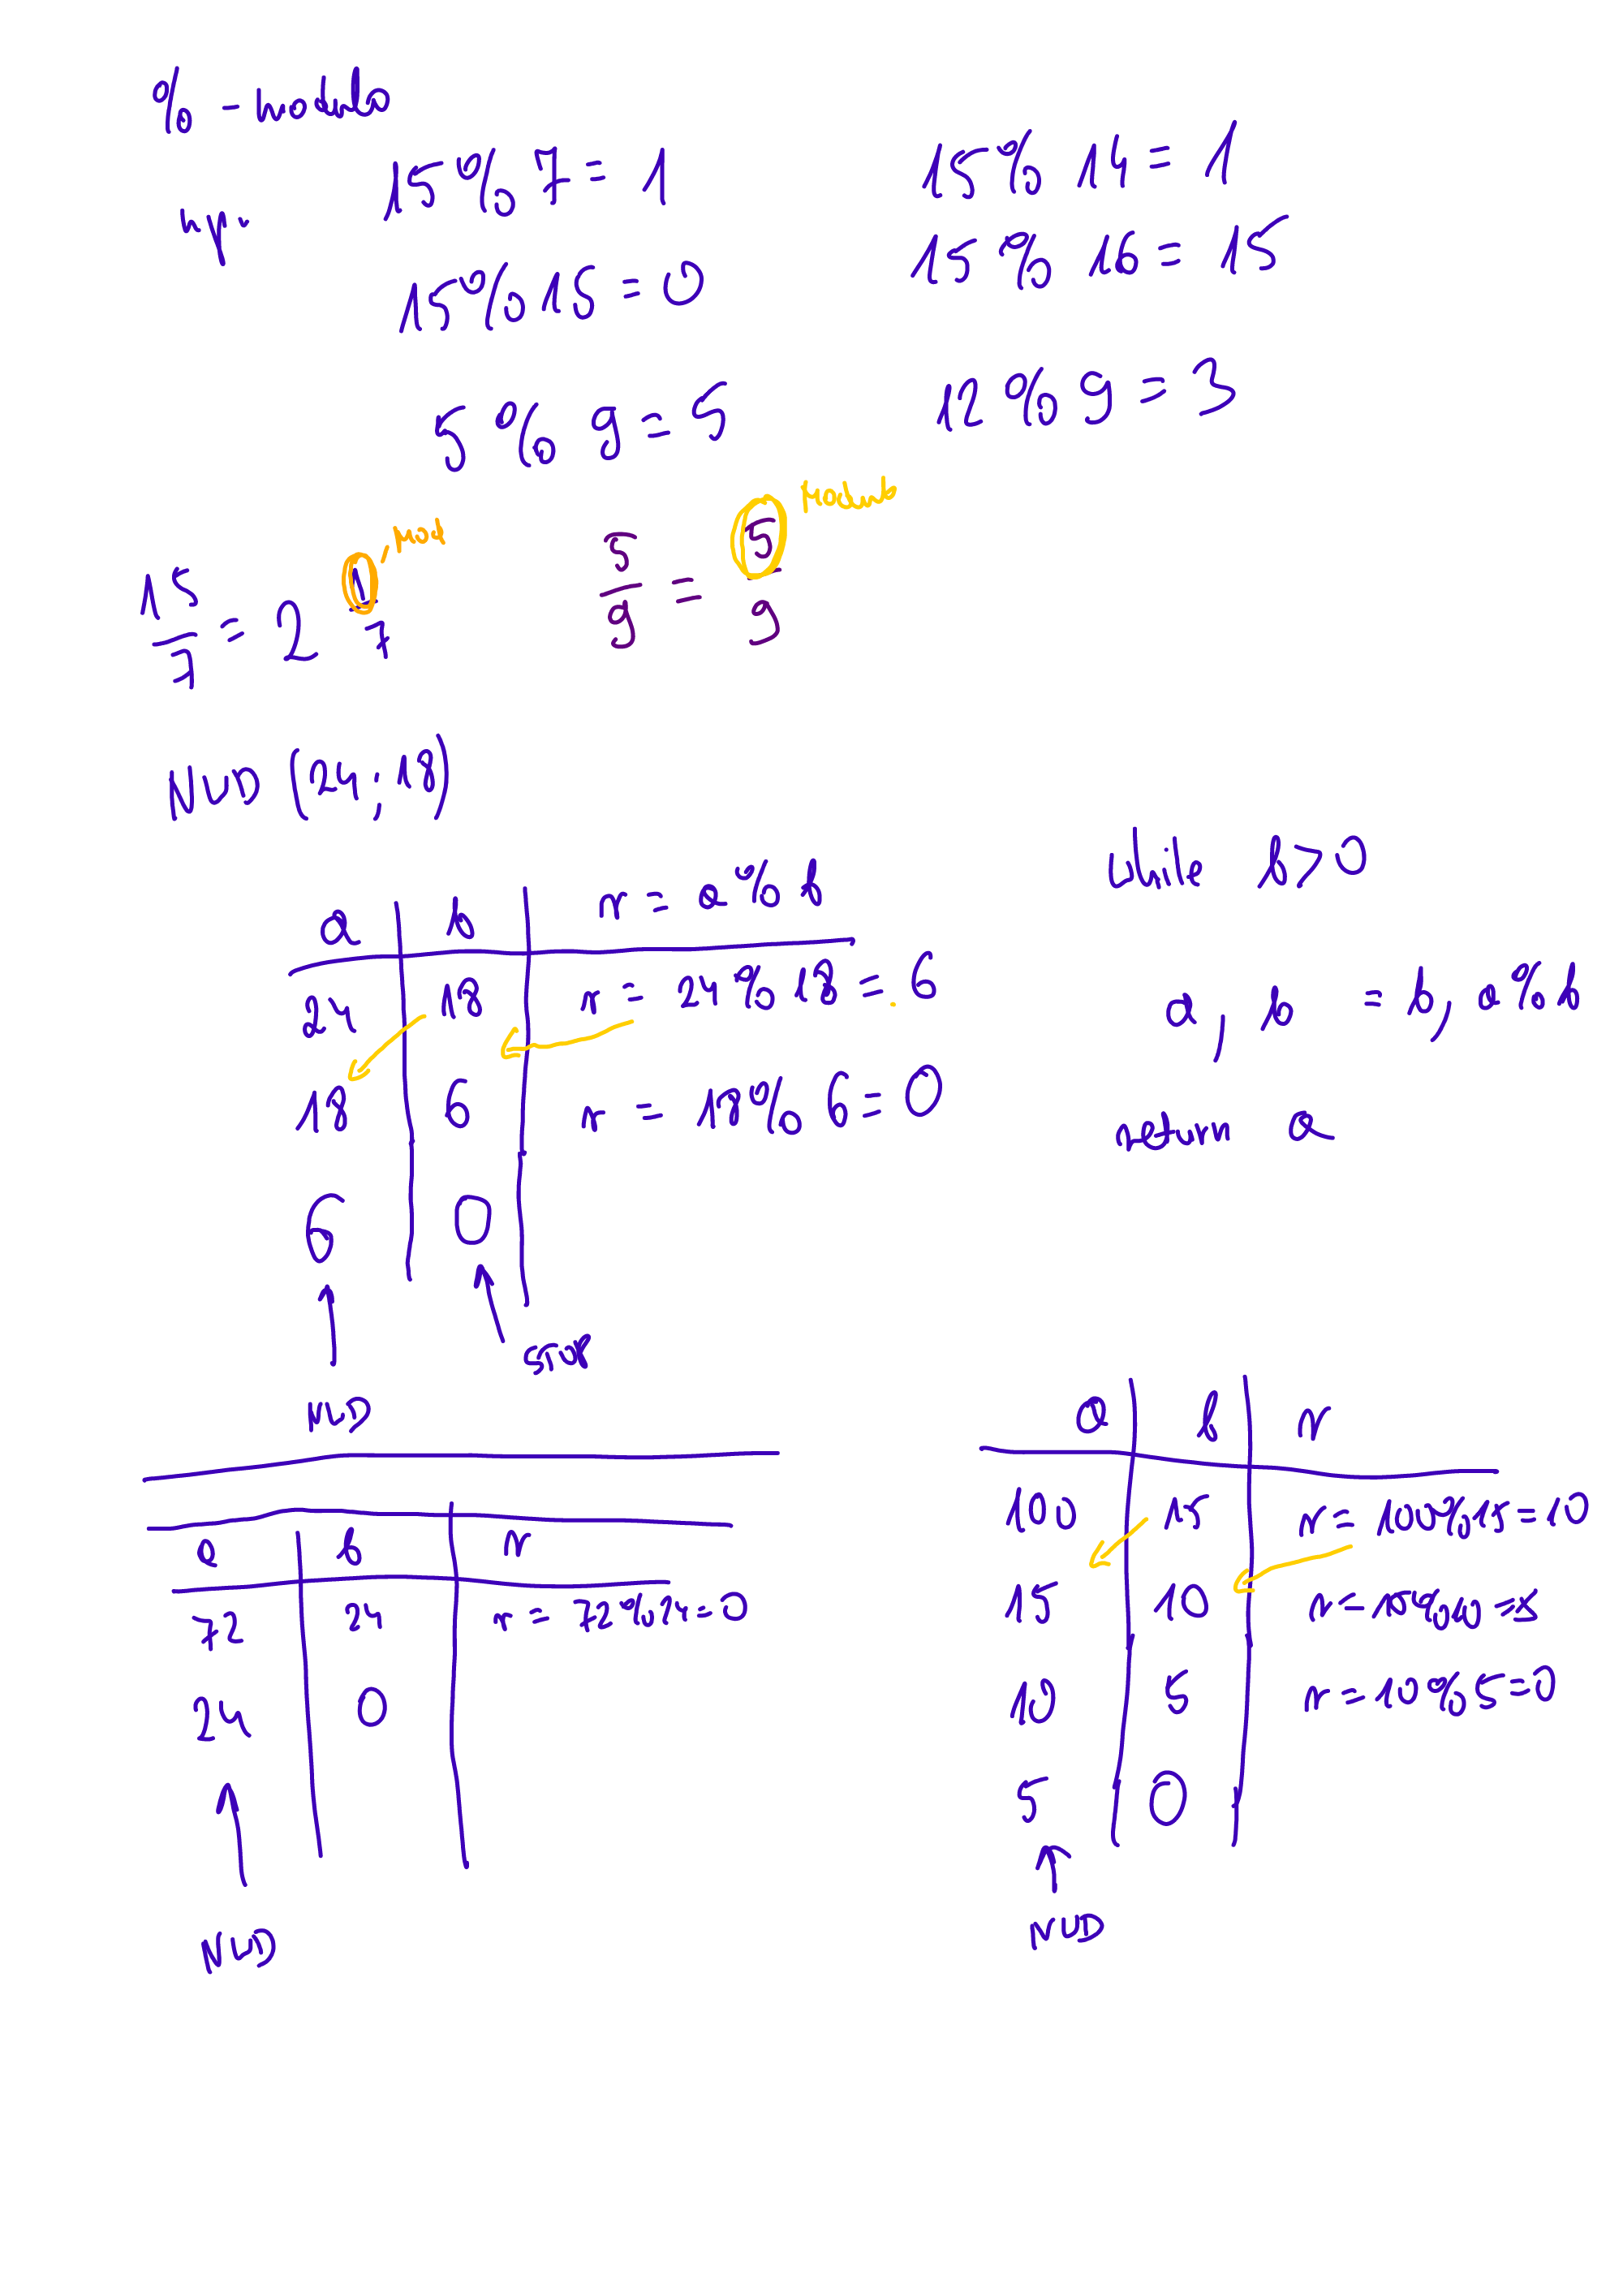 % - modulo
np.
15 % 7 = 1
15 % 14 = 1
15 % 15 = 0
15 % 16 = 15
5 % 9 = 5
12 % 9 = 3
15/7 = 2 1/7 mod
5/9 = 5/9 modulo
NWD (24; 18)
a b r = a % b
24 18 r = 24 % 18 = 6
18 6 r = 18 % 6 = 0
6 0
STOP
NWD
while b > 0
a, b = b, a % b
return a
a b r
72 24 r = 72 % 24 = 0
24 0
NWD
a b r
100 15 r = 100 % 15 = 10
15 10 r = 15 % 10 = 5
10 5 r = 10 % 5 = 0
5 0
NWD